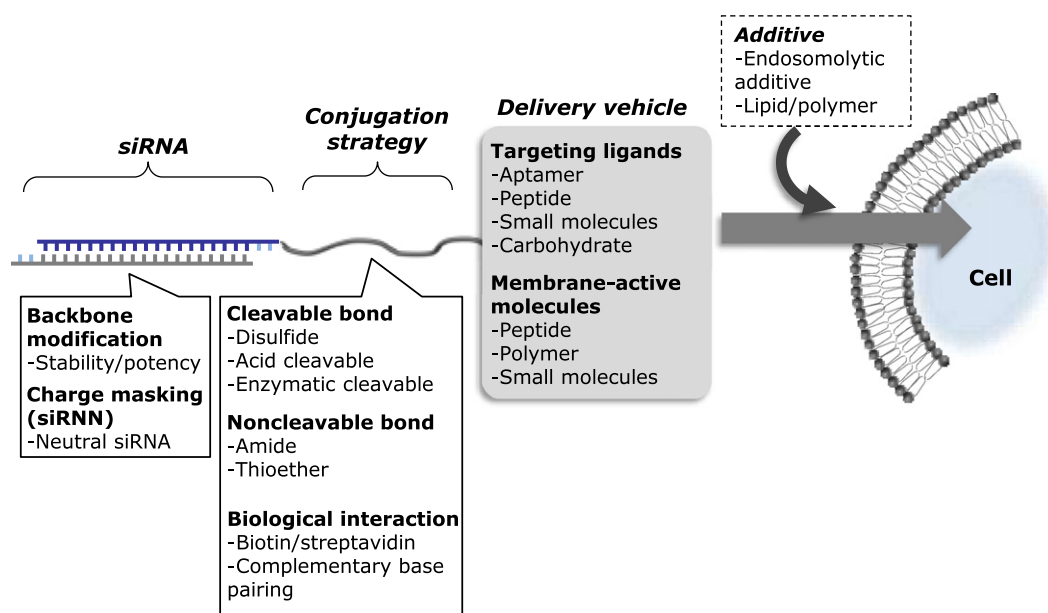 siRNA
Backbone
modification
-Stability/potency
Charge masking
(siRNN)
-Neutral siRNA
Conjugation
strategy
Cleavable bond
-Disulfide
-Acid cleavable
-Enzymatic cleavable
Noncleavable bond
-Amide
-Thioether
Biological interaction
-Biotin/streptavidin
-Complementary base
pairing
Delivery vehicle
Targeting ligands
-Aptamer
-Peptide
-Small molecules
-Carbohydrate
Membrane-active
molecules
-Peptide
-Polymer
-Small molecules
Additive
-Endosomolytic
additive
-Lipid/polymer
Cell